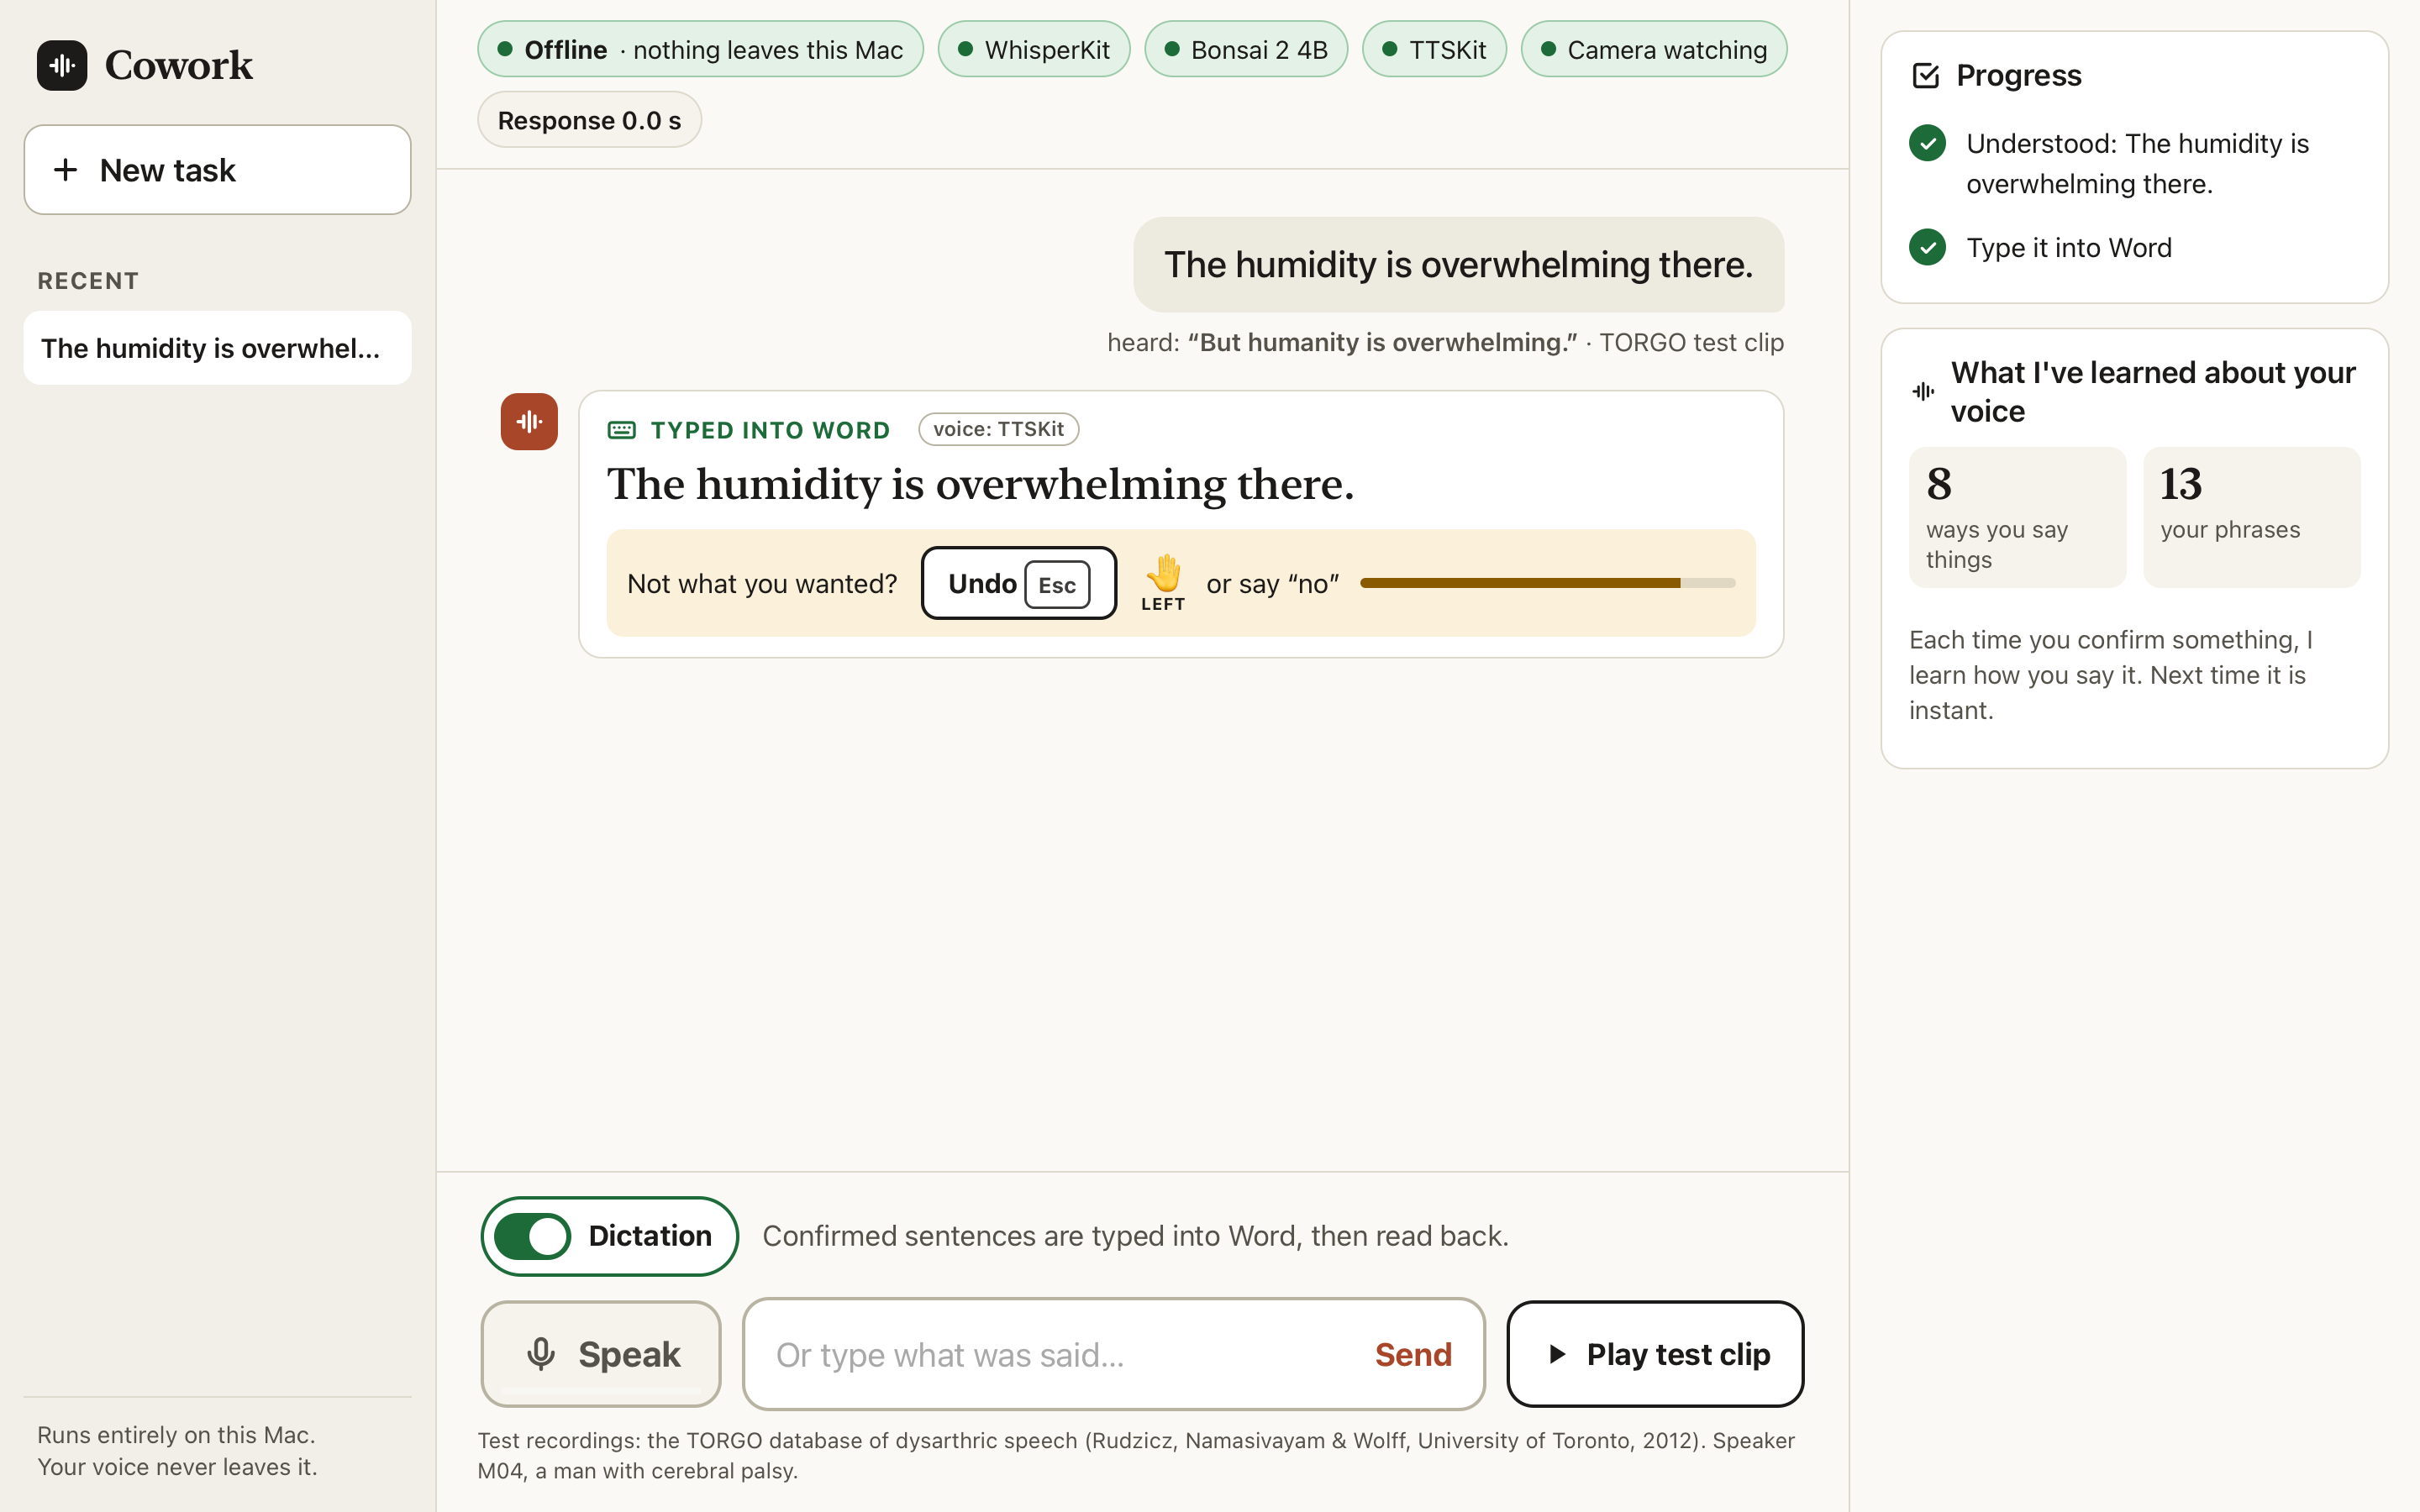 Cowork
New task
RECENT
The humidity is overwhel...
Runs entirely on this Mac.
Your voice never leaves it.
Offline · nothing leaves this Mac
WhisperKit
Bonsai 2 4B
TTSKit
Camera watching
Response 0.0 s
The humidity is overwhelming there.
heard: “But humanity is overwhelming.” · TORGO test clip
TYPED INTO WORD
voice: TTSKit
The humidity is overwhelming there.
Not what you wanted?
Undo Esc
LEFT
or say “no”
Dictation
Confirmed sentences are typed into Word, then read back.
Speak
Or type what was said...
Send
Play test clip
Test recordings: the TORGO database of dysarthric speech (Rudzicz, Namasivayam & Wolff, University of Toronto, 2012). Speaker
M04, a man with cerebral palsy.
Progress
Understood: The humidity is
overwhelming there.
Type it into Word
What I've learned about your
voice
8
ways you say
things
13
your phrases
Each time you confirm something, I
learn how you say it. Next time it is
instant.